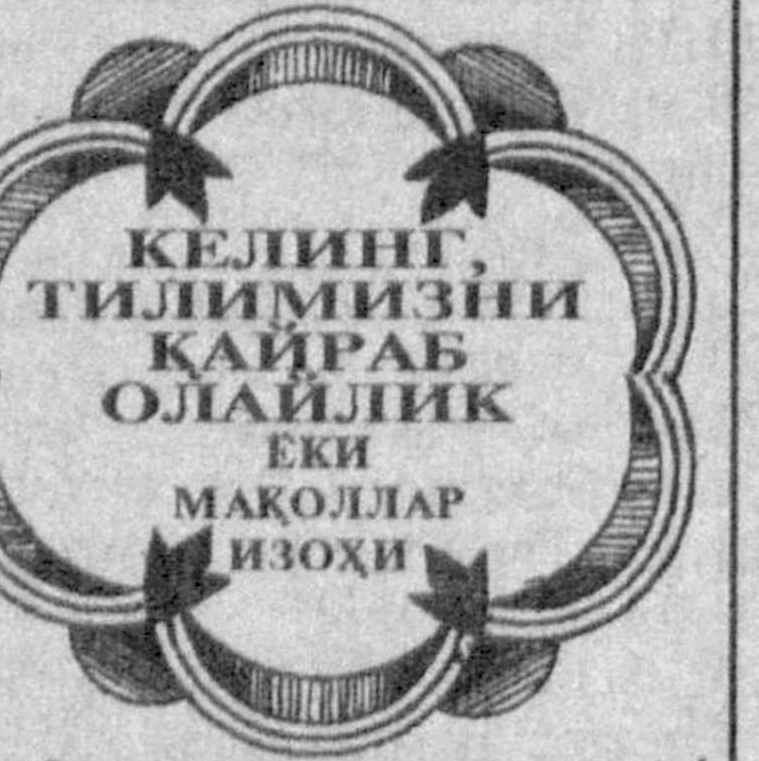 КЕЛИНГ,
ТИЛИМИЗНИ
ҚАЙРАБ
ОЛАЙЛИК
ЁКИ
МАҚОЛЛАР
ИЗОҲИ